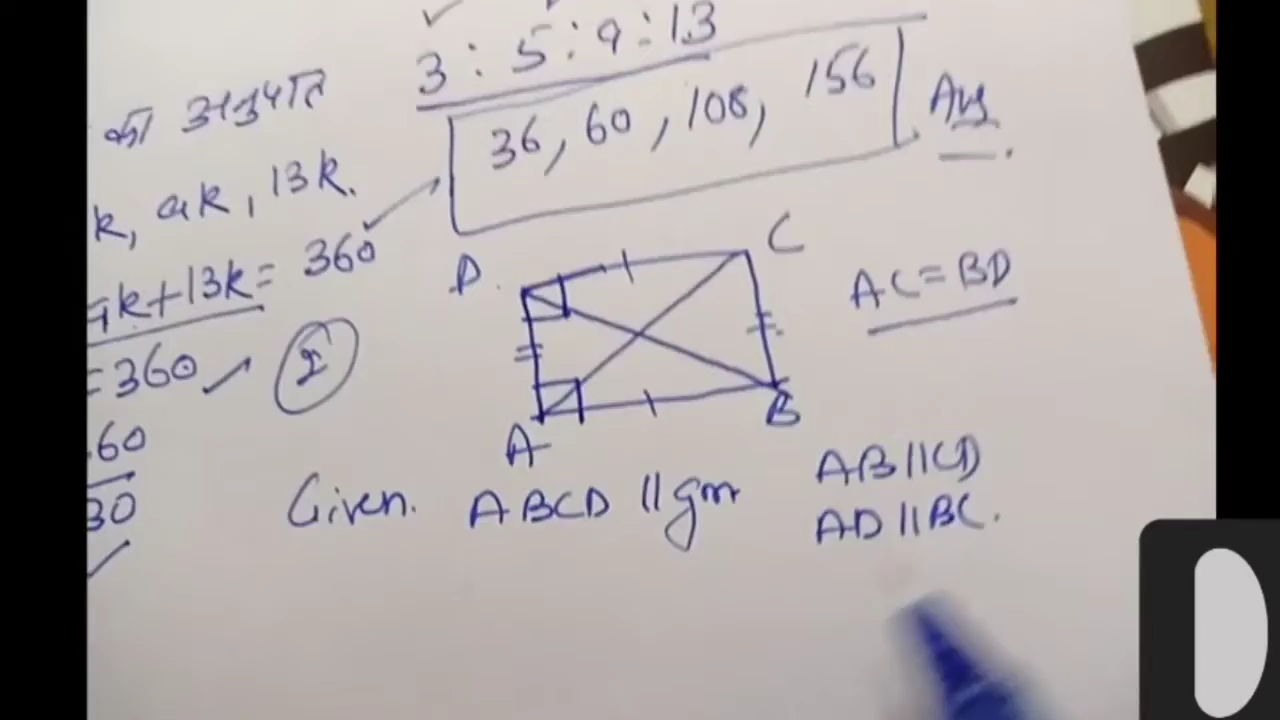 3 : 5 : 9 : 13
का अनुपात
36, 60, 108, 156 Ans
k, 9k, 13k.
9k+13k = 360
D C
AC = BD
= 360
2
60
A B
30
Given. ABCD ||gm AB || CD
AD || BC.